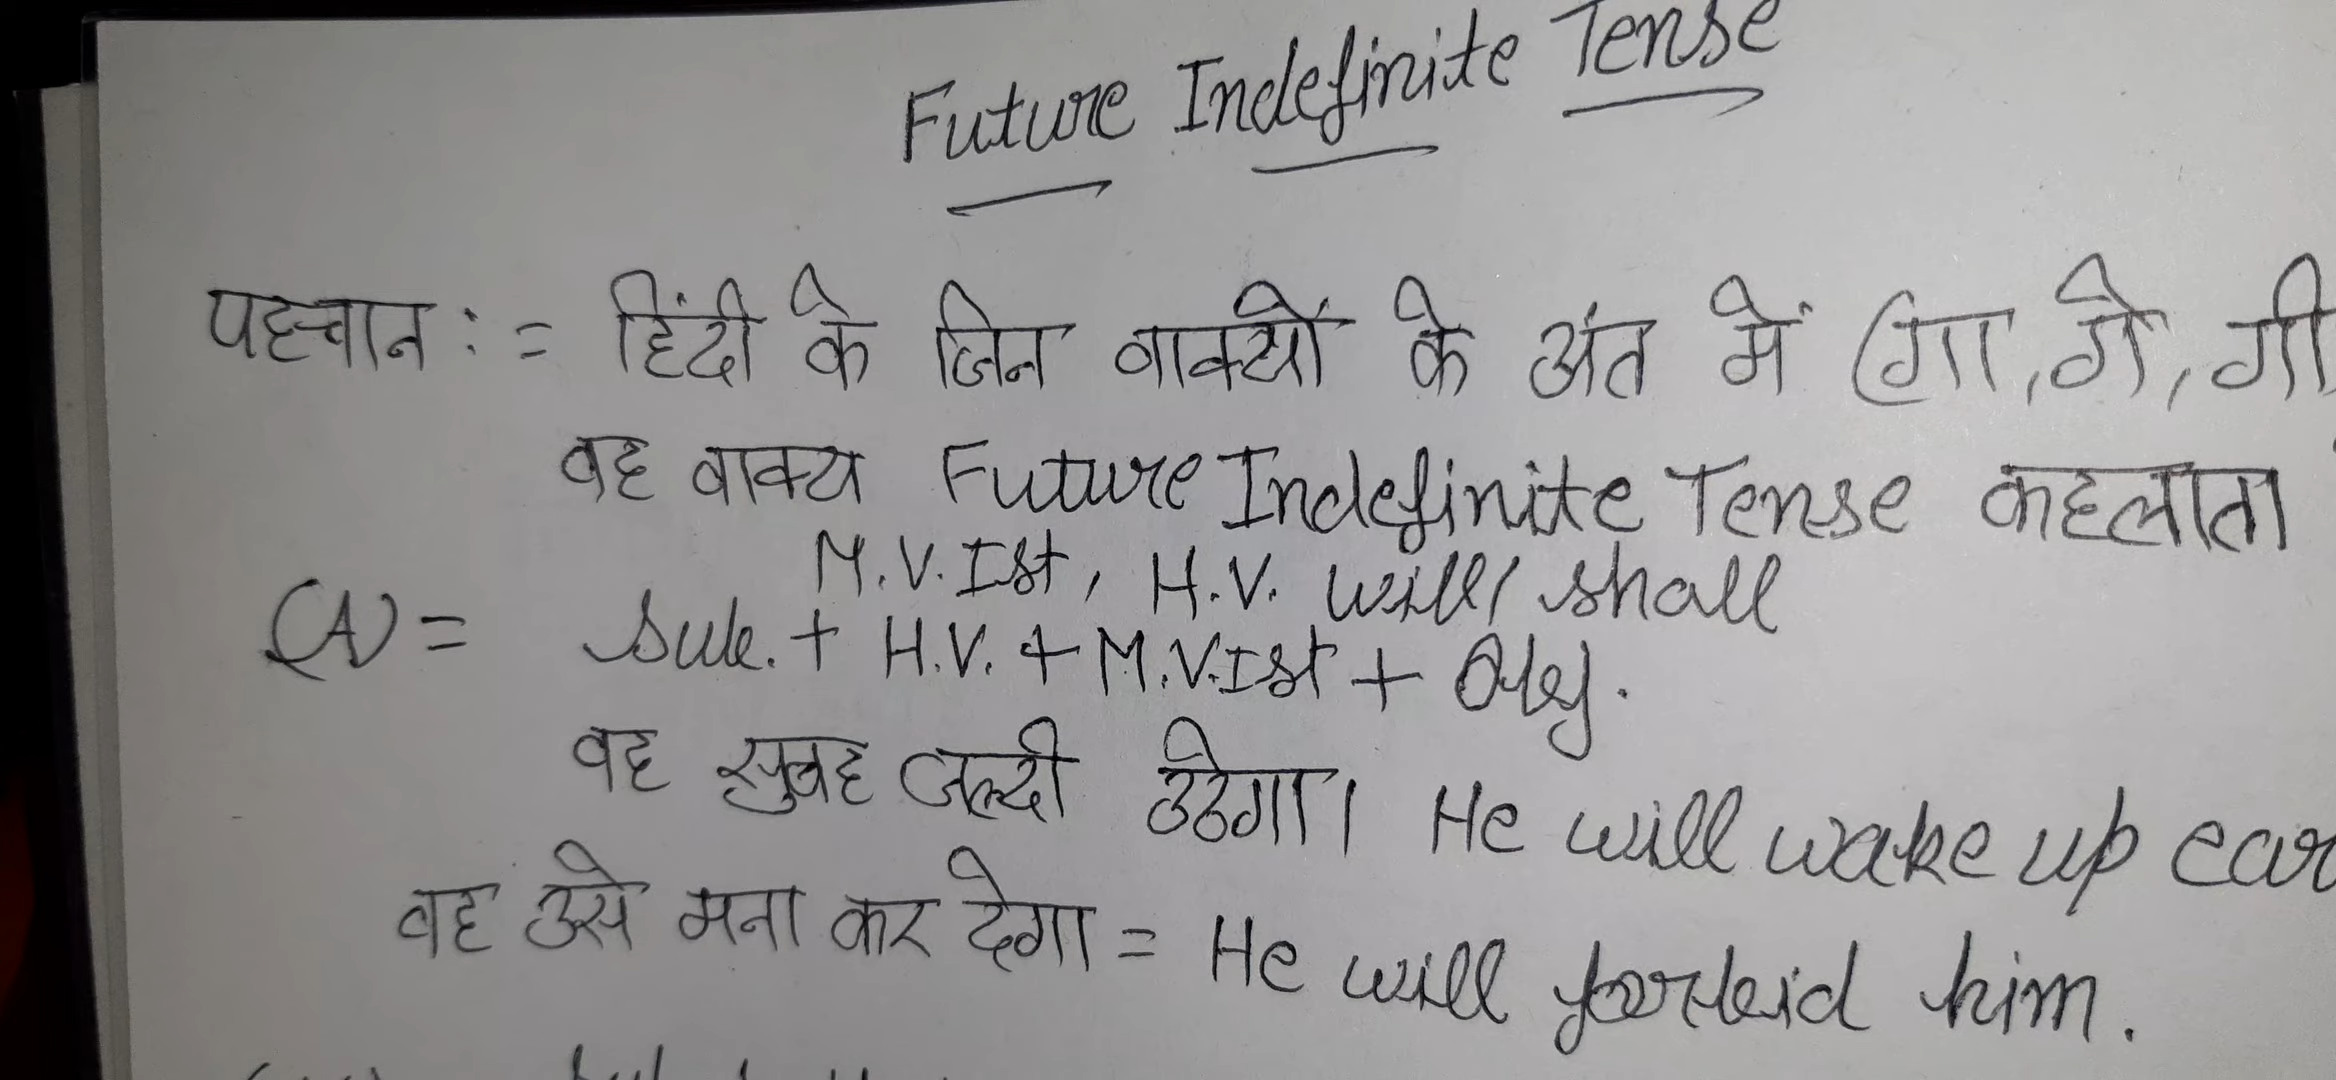 Future Indefinite Tense
पहचान := हिंदी के जिन वाक्यों के अंत में (गा, गे, गी
वह वाक्य Future Indefinite Tense कहलाता
M.V.Ist, H.V. will/ shall
(A) = Sub. + H.V. + M.V.Ist + Obj.
वह सुबह जल्दी उठेगा। He will wake up ear
वह उसे मना कर देगा = He will forbid him.